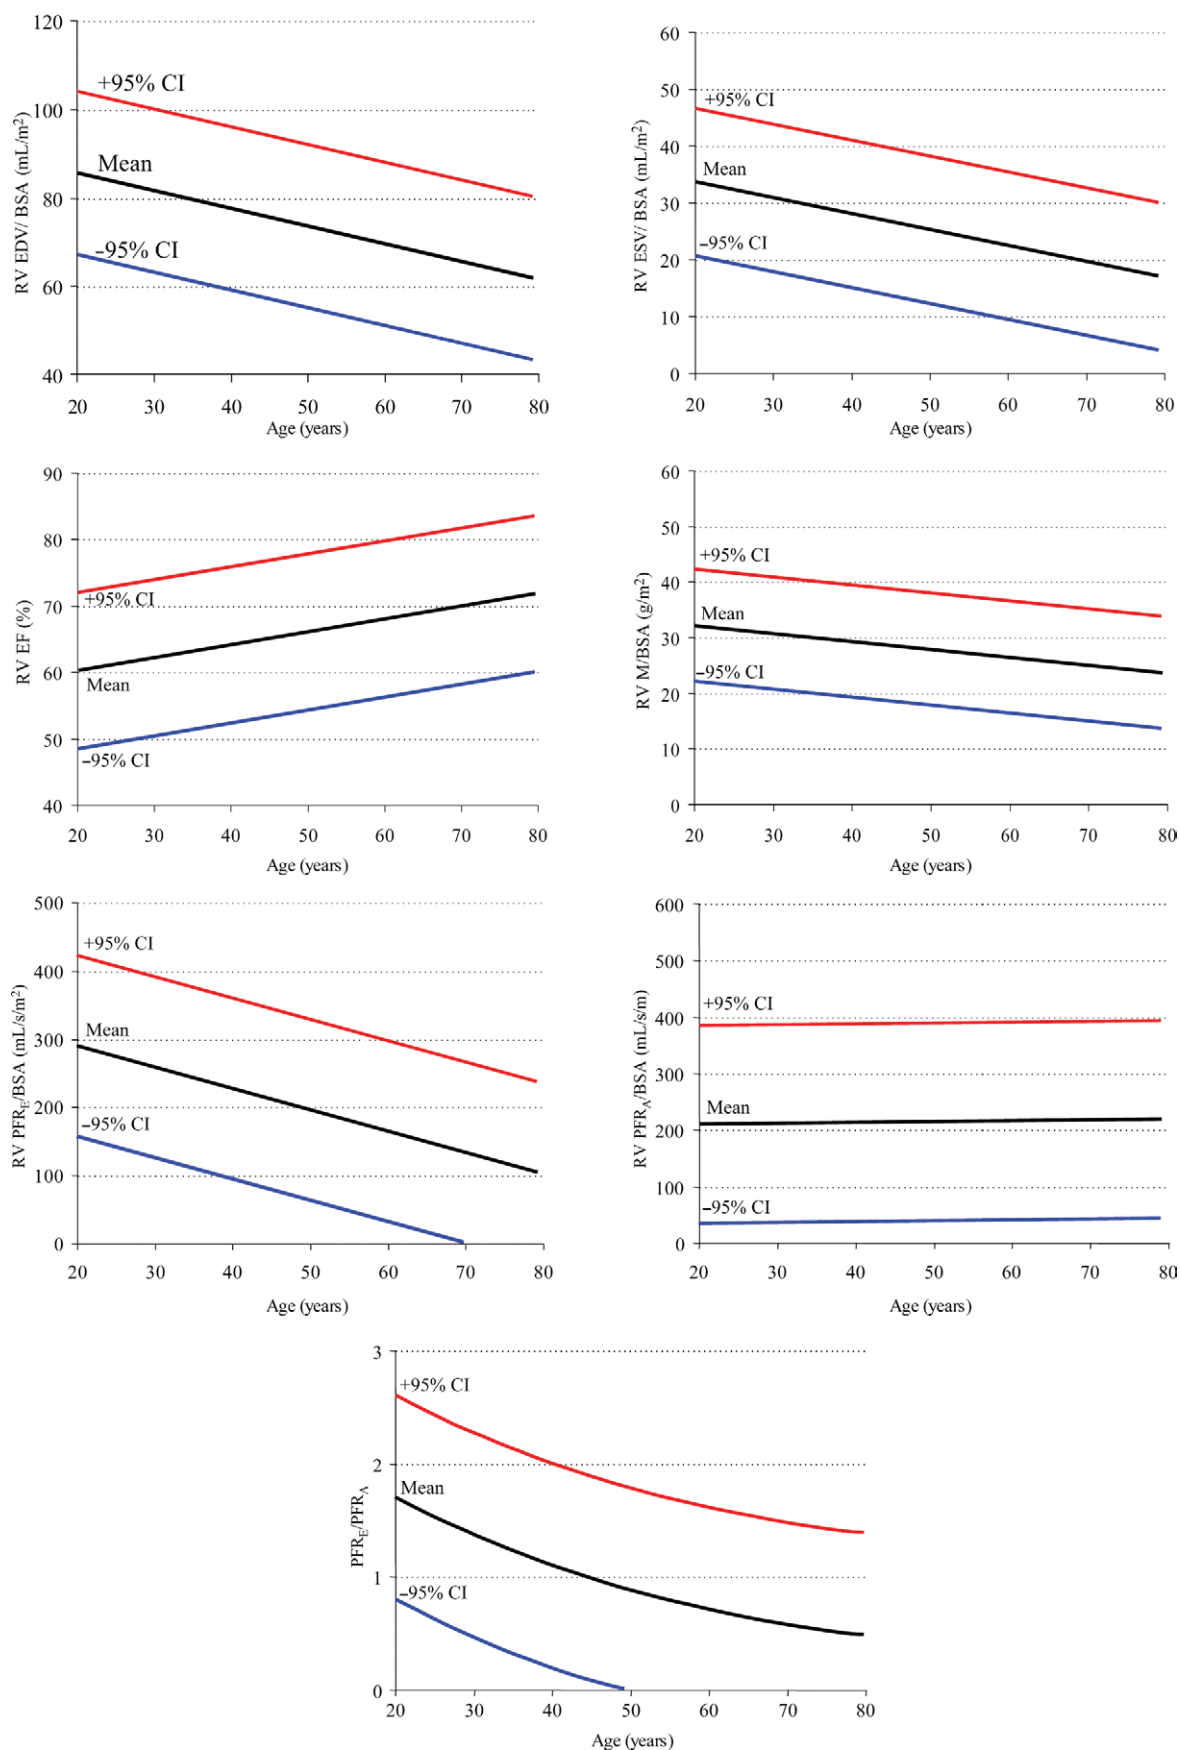 120
100
80
60
40
RV EDV/ BSA (mL/m²)
+95% CI
Mean
–95% CI
20 30 40 50 60 70 80
Age (years)
60
50
40
30
20
10
0
RV ESV/ BSA (mL/m²)
+95% CI
Mean
–95% CI
20 30 40 50 60 70 80
Age (years)
90
80
70
60
50
40
RV EF (%)
+95% CI
Mean
–95% CI
20 30 40 50 60 70 80
Age (years)
60
50
40
30
20
10
0
RV M/BSA (g/m²)
+95% CI
Mean
–95% CI
20 30 40 50 60 70 80
Age (years)
500
400
300
200
100
0
RV PFR_E/BSA (mL/s/m²)
+95% CI
Mean
–95% CI
20 30 40 50 60 70 80
Age (years)
600
500
400
300
200
100
0
RV PFR_A/BSA (mL/s/m)
+95% CI
Mean
–95% CI
20 30 40 50 60 70 80
Age (years)
3
2
1
0
PFR_E/PFR_A
+95% CI
Mean
–95% CI
20 30 40 50 60 70 80
Age (years)